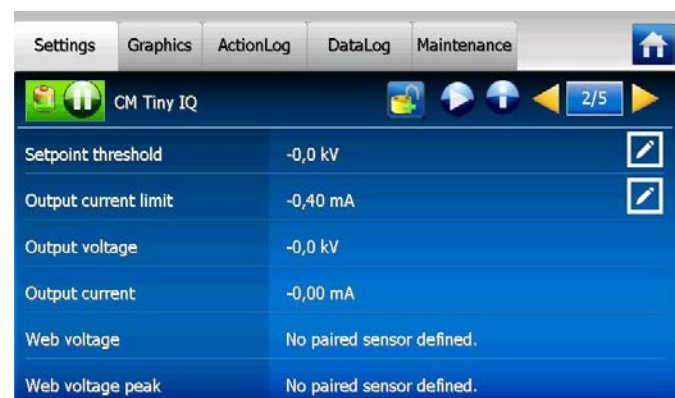 Settings Graphics ActionLog DataLog Maintenance
CM Tiny IQ 2/5
Setpoint threshold -0,0 kV
Output current limit -0,40 mA
Output voltage -0,0 kV
Output current -0,00 mA
Web voltage No paired sensor defined.
Web voltage peak No paired sensor defined.